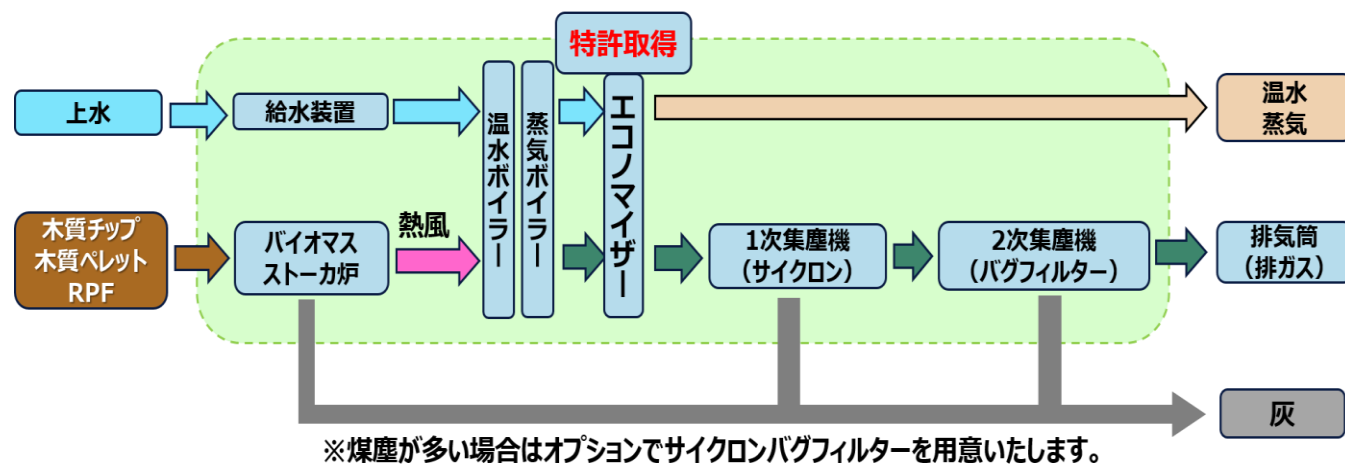 特許取得
上水
給水装置
温水ボイラー
蒸気ボイラー
エコノマイザー
温水
蒸気
木質チップ
木質ペレット
RPF
バイオマス
ストーカ炉
熱風
1次集塵機
（サイクロン）
2次集塵機
（バグフィルター）
排気筒
（排ガス）
灰
※煤塵が多い場合はオプションでサイクロンバグフィルターを用意いたします。